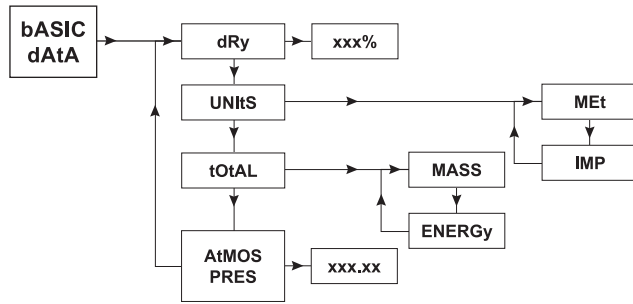 bASIC
dAtA
dRy
xxx%
UNItS
MEt
IMP
tOtAL
MASS
ENERGy
AtMOS
PRES
xxx.xx